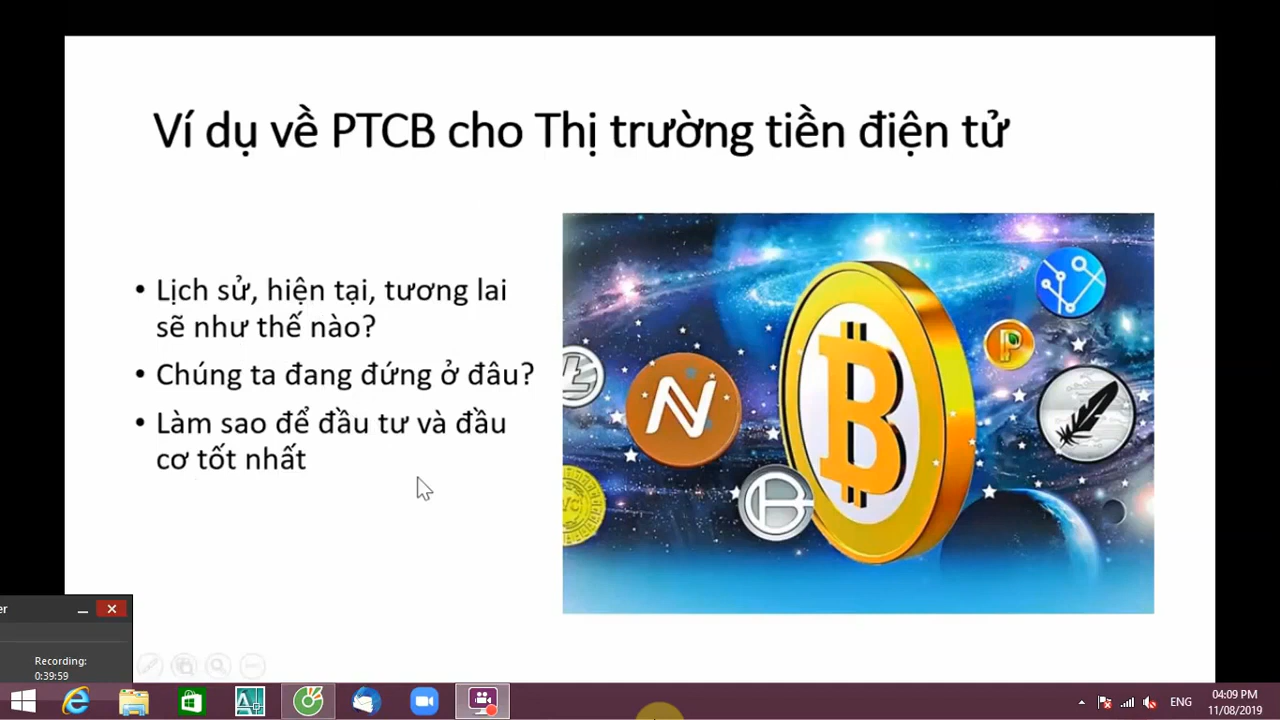 Ví dụ về PTCB cho Thị trường tiền điện tử
• Lịch sử, hiện tại, tương lai
sẽ như thế nào?
• Chúng ta đang đứng ở đâu?
• Làm sao để đầu tư và đầu
cơ tốt nhất
er
Recording:
0:39:59
ENG
04:09 PM
11/08/2019